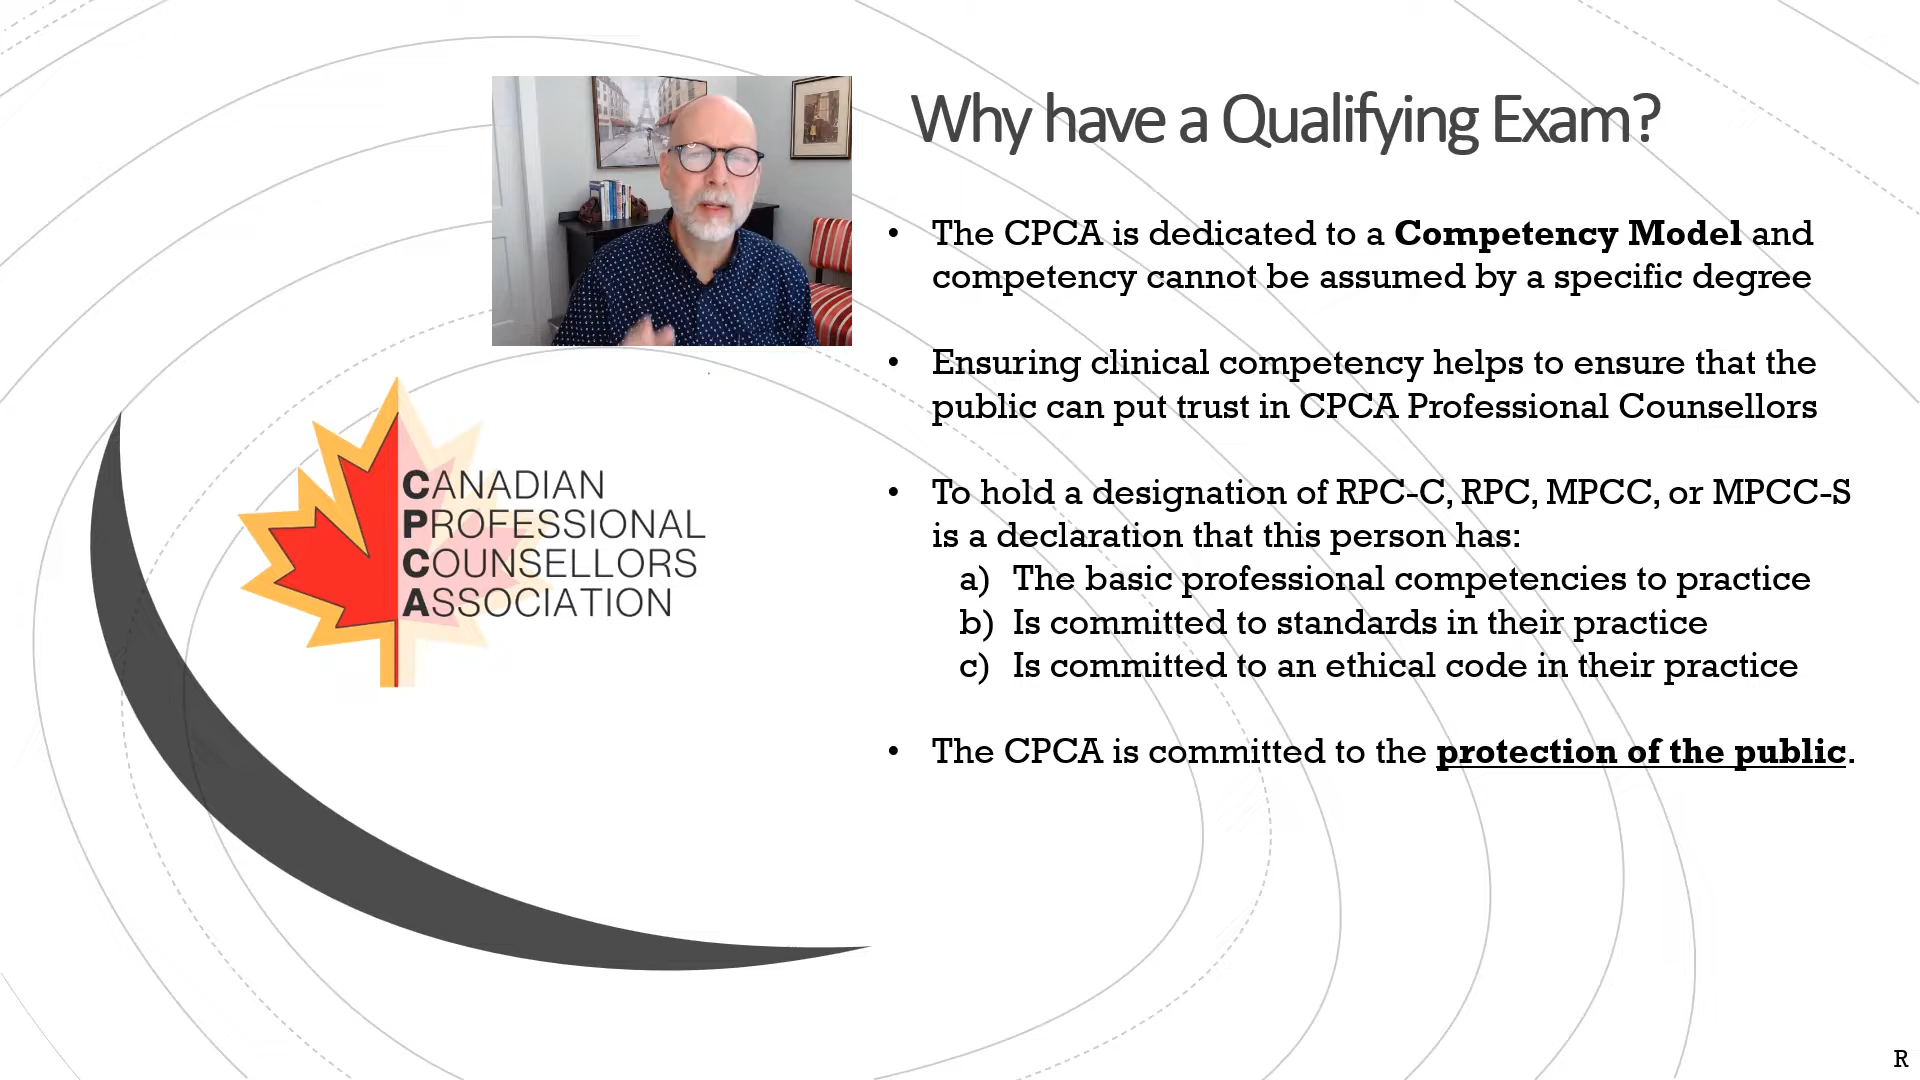 Why have a Qualifying Exam?
• The CPCA is dedicated to a Competency Model and
competency cannot be assumed by a specific degree
• Ensuring clinical competency helps to ensure that the
public can put trust in CPCA Professional Counsellors
• To hold a designation of RPC-C, RPC, MPCC, or MPCC-S
is a declaration that this person has:
a) The basic professional competencies to practice
b) Is committed to standards in their practice
c) Is committed to an ethical code in their practice
• The CPCA is committed to the protection of the public.
CANADIAN
PROFESSIONAL
COUNSELLORS
ASSOCIATION
R